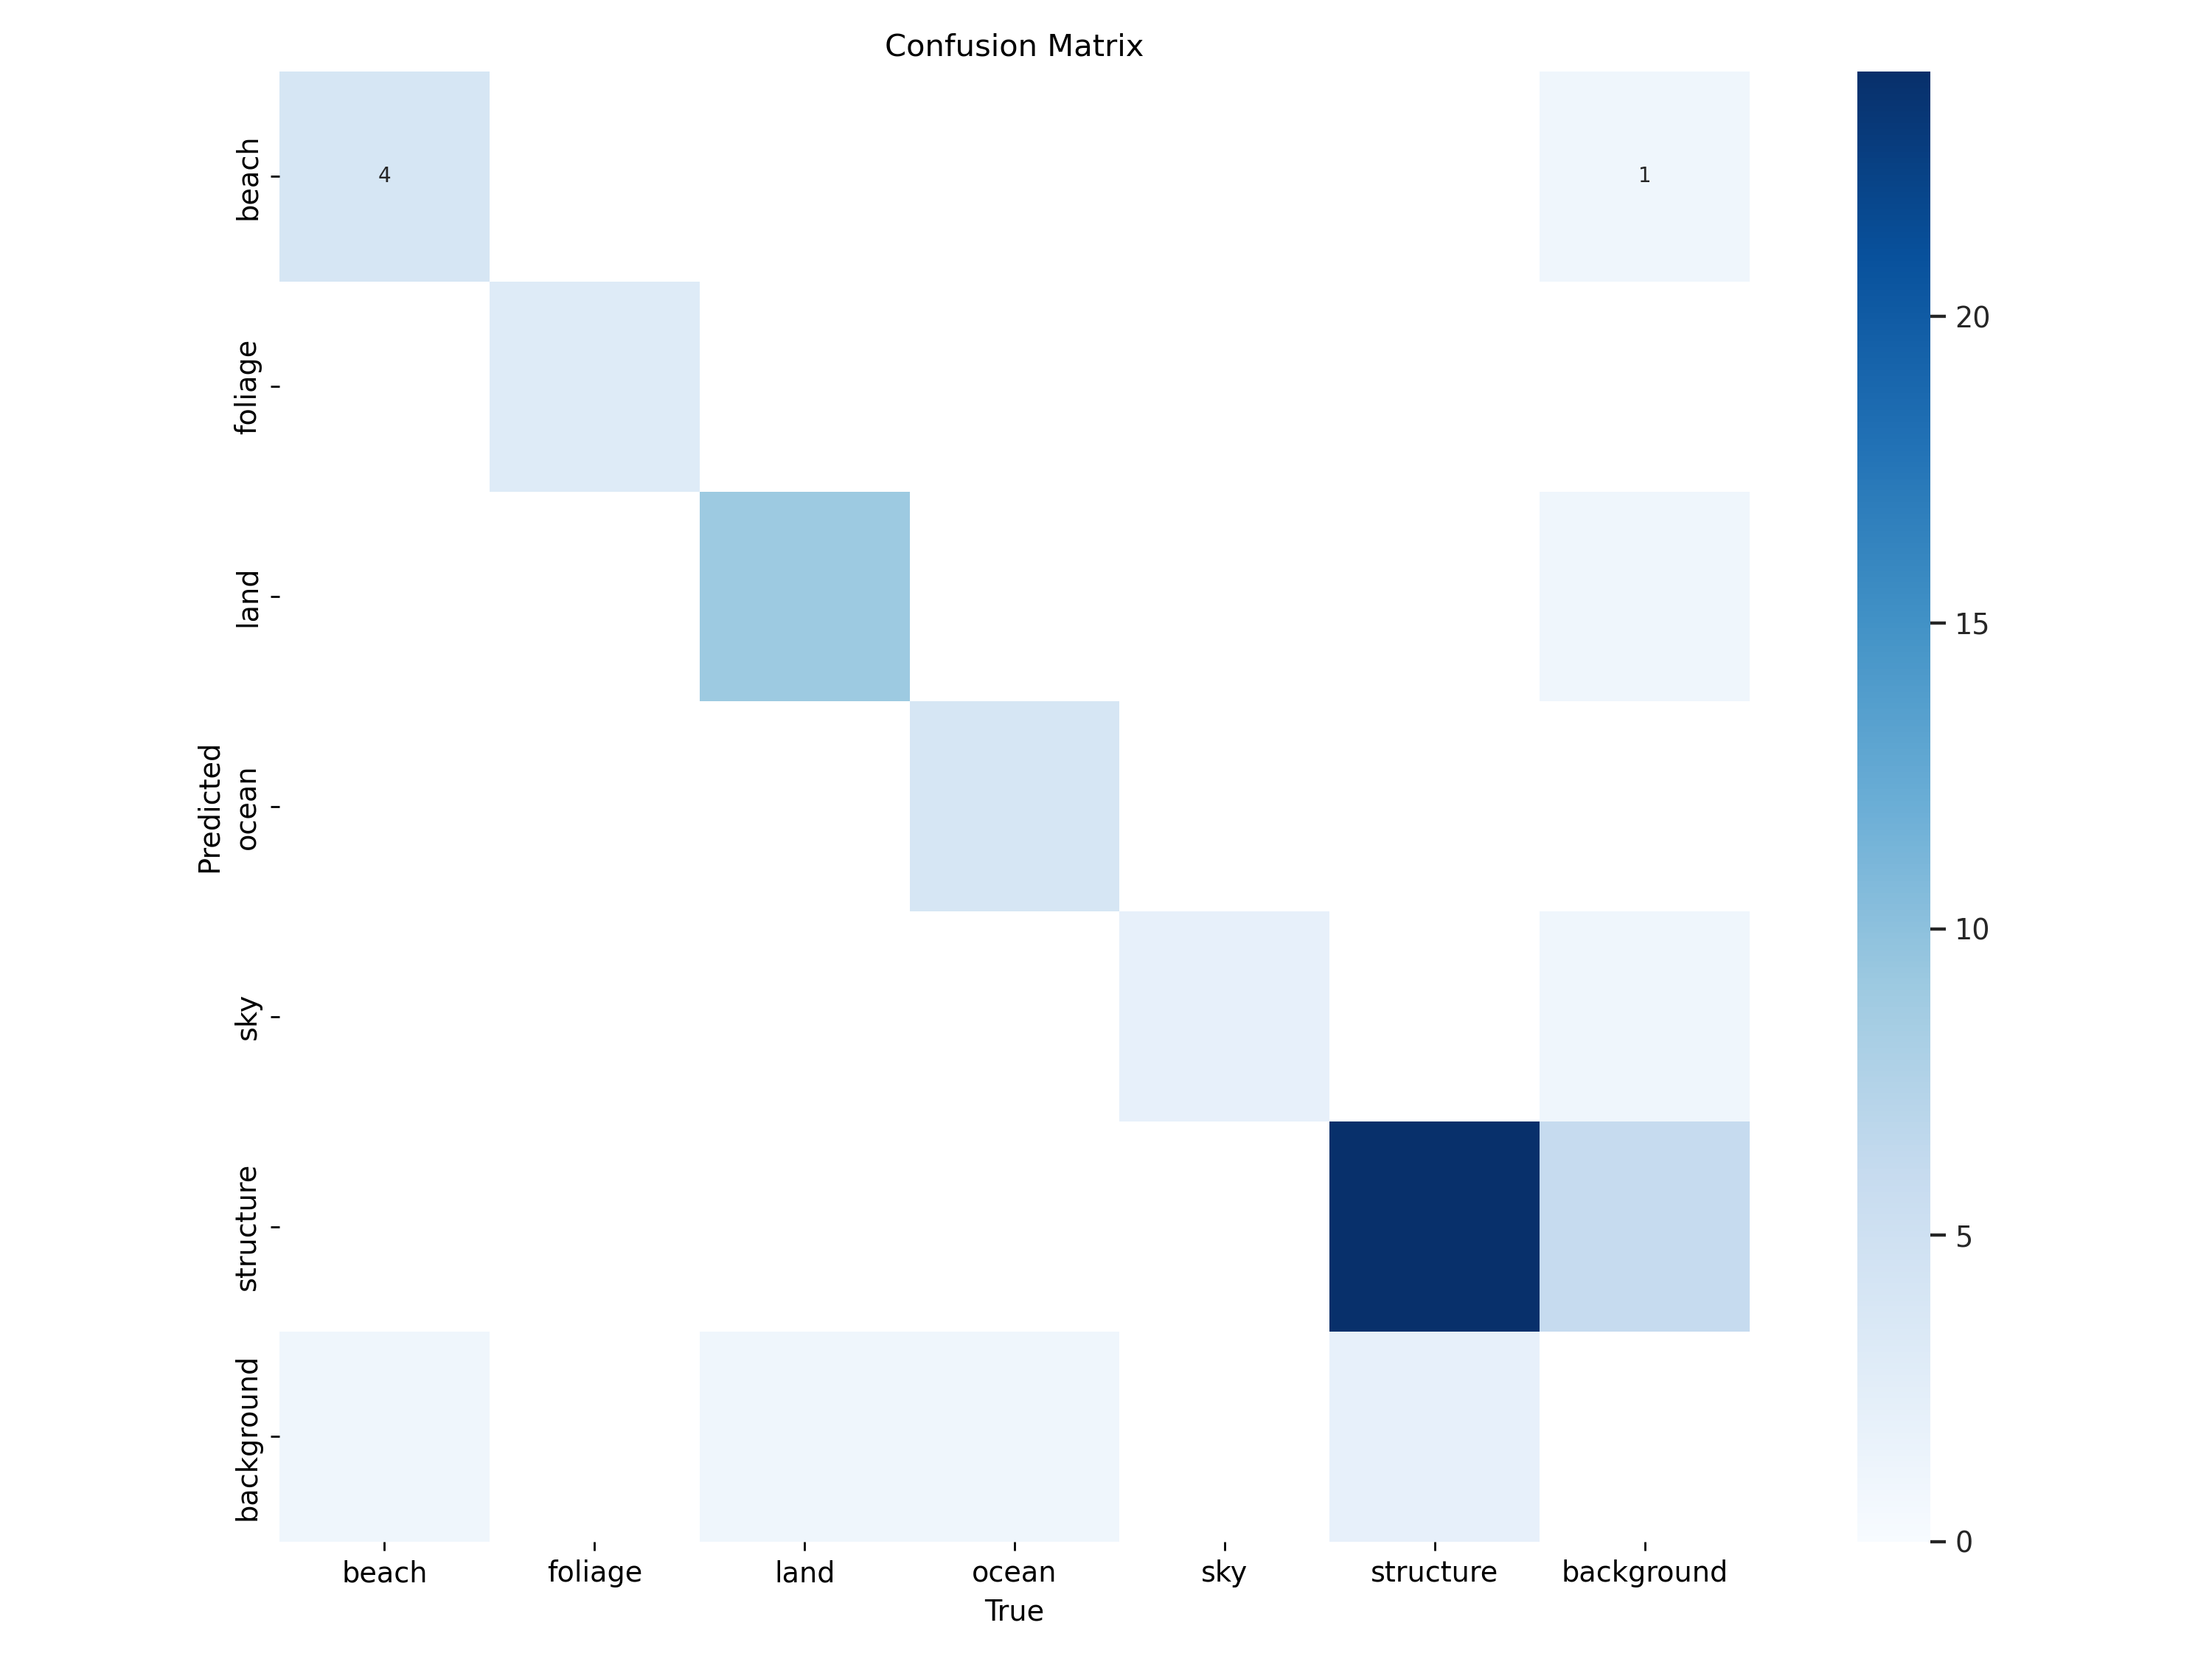 Confusion Matrix
beach
4
1
foliage
land
Predicted
ocean
sky
structure
background
beach
foliage
land
ocean
sky
structure
background
True
20
15
10
5
0